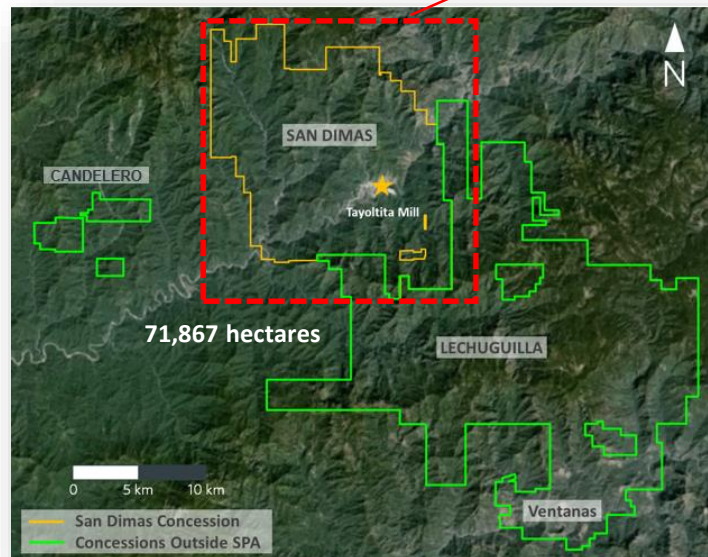 N
SAN DIMAS
CANDELERO
Tayoltita Mill
71,867 hectares
LECHUGUILLA
0 5 km 10 km
Ventanas
San Dimas Concession
Concessions Outside SPA